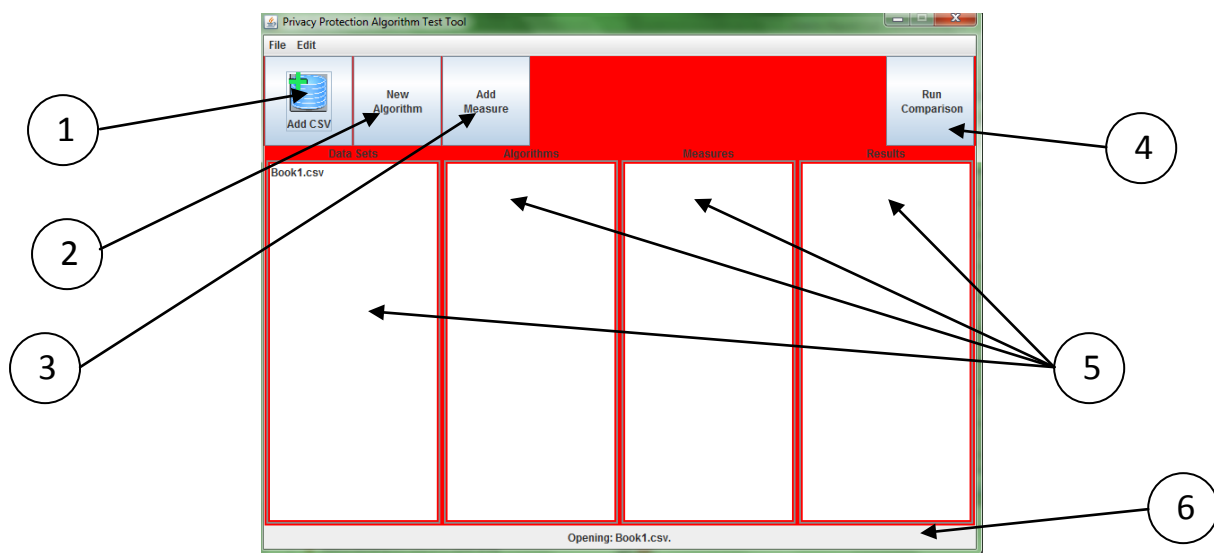 Privacy Protection Algorithm Test Tool
File Edit
Add CSV
New
Algorithm
Add
Measure
Run
Comparison
Data Sets
Algorithms
Measures
Results
Book1.csv
Opening: Book1.csv.
1
2
3
4
5
6